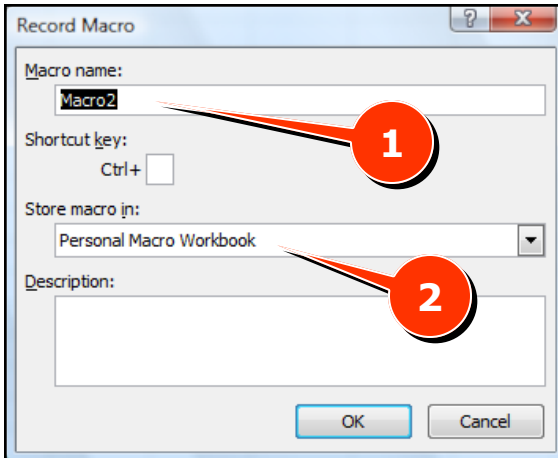 Record Macro
?
Macro name:
Macro2
1
Shortcut key:
Ctrl+
Store macro in:
Personal Macro Workbook
2
Description:
OK Cancel